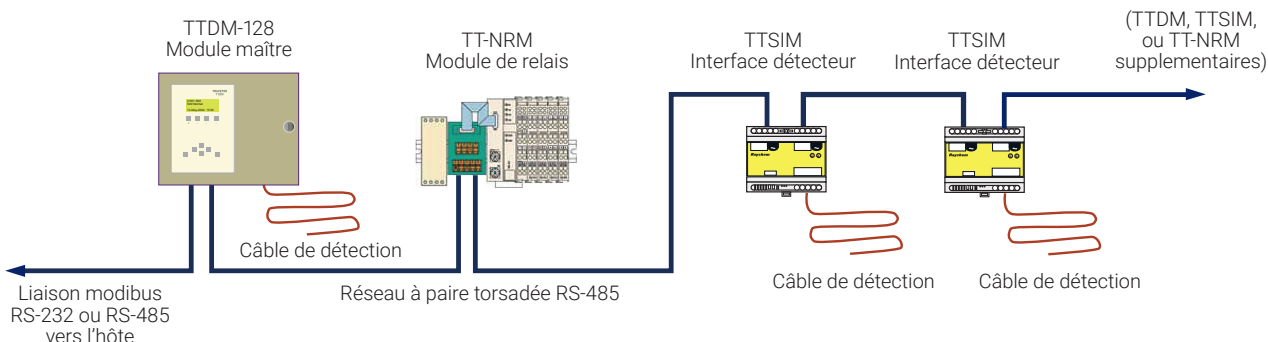 TTDM-128
Module maître
TT-NRM
Module de relais
TTSIM
Interface détecteur
TTSIM
Interface détecteur
(TTDM, TTSIM,
ou TT-NRM
supplementaires)
Raychem
Raychem
Câble de détection
Câble de détection
Câble de détection
Liaison modibus
RS-232 ou RS-485
vers l'hôte
Réseau à paire torsadée RS-485